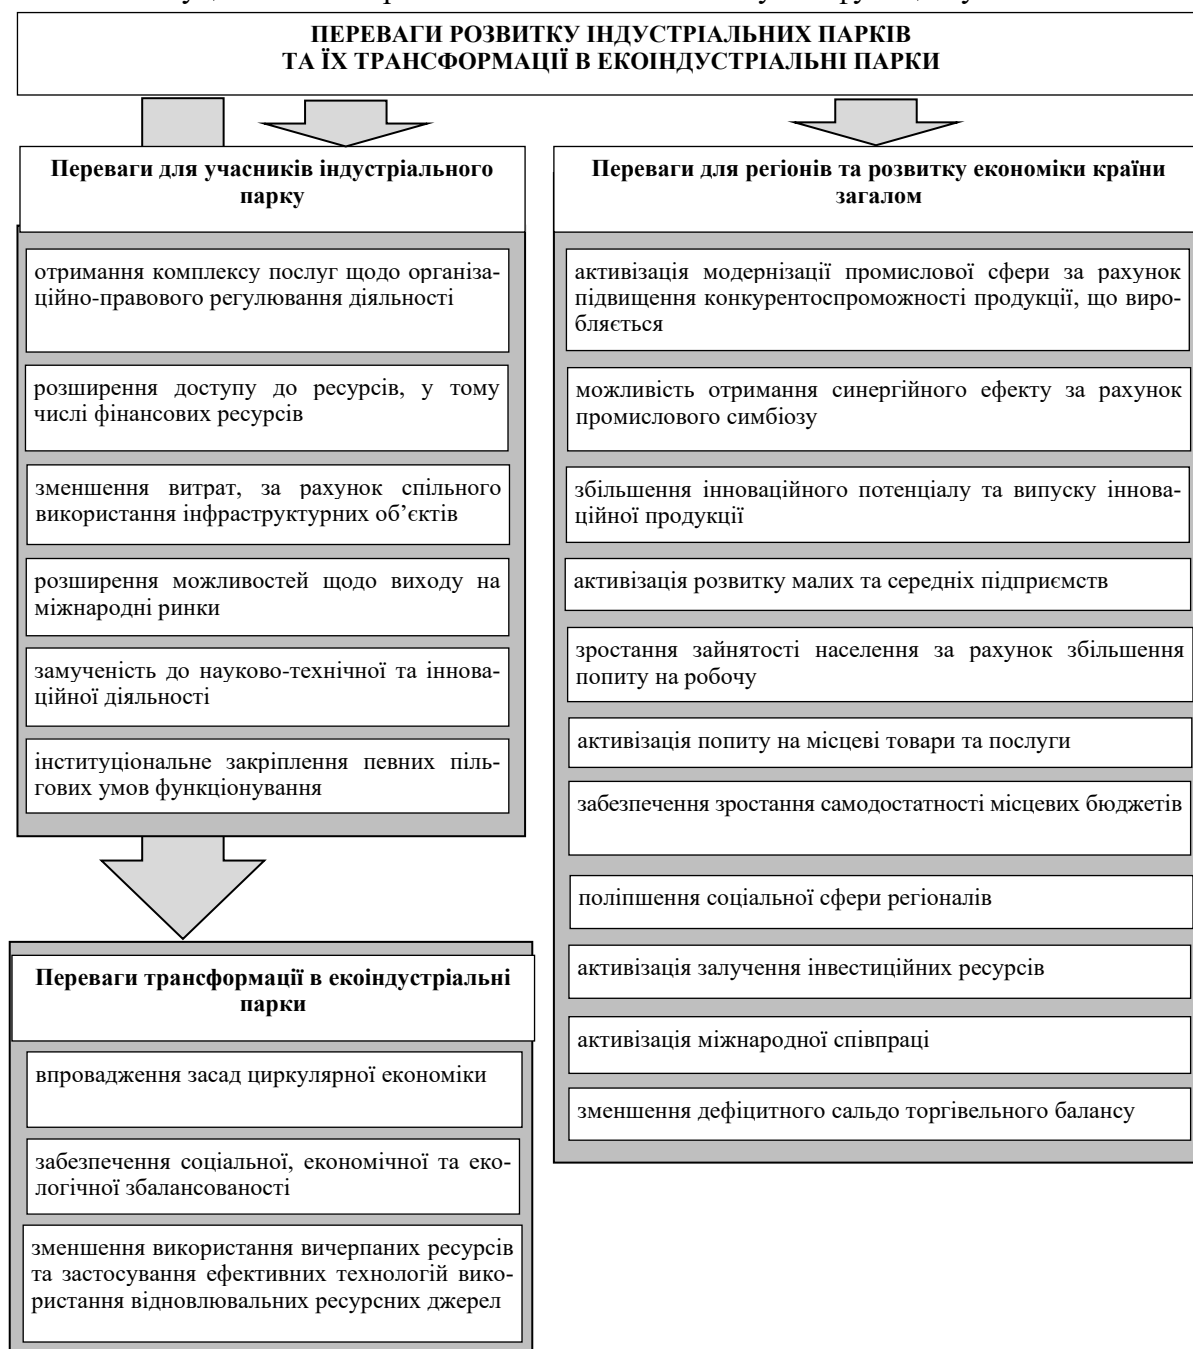 ПЕРЕВАГИ РОЗВИТКУ ІНДУСТРІАЛЬНИХ ПАРКІВ
ТА ЇХ ТРАНСФОРМАЦІЇ В ЕКОІНДУСТРІАЛЬНІ ПАРКИ
Переваги для учасників індустріального
парку
отримання комплексу послуг щодо організа-
ційно-правового регулювання діяльності
розширення доступу до ресурсів, у тому
числі фінансових ресурсів
зменшення витрат, за рахунок спільного
використання інфраструктурних об’єктів
розширення можливостей щодо виходу на
міжнародні ринки
замученість до науково-технічної та іннова-
ційної діяльності
інституціональне закріплення певних піль-
гових умов функціонування
Переваги трансформації в екоіндустріальні
парки
впровадження засад циркулярної економіки
забезпечення соціальної, економічної та еко-
логічної збалансованості
зменшення використання вичерпаних ресурсів
та застосування ефективних технологій вико-
ристання відновлювальних ресурсних джерел
Переваги для регіонів та розвитку економіки країни
загалом
активізація модернізації промислової сфери за рахунок
підвищення конкурентоспроможності продукції, що виро-
бляється
можливість отримання синергійного ефекту за рахунок
промислового симбіозу
збільшення інноваційного потенціалу та випуску іннова-
ційної продукції
активізація розвитку малих та середніх підприємств
зростання зайнятості населення за рахунок збільшення
попиту на робочу
активізація попиту на місцеві товари та послуги
забезпечення зростання самодостатності місцевих бюджетів
поліпшення соціальної сфери регіоналів
активізація залучення інвестиційних ресурсів
активізація міжнародної співпраці
зменшення дефіцитного сальдо торгівельного балансу